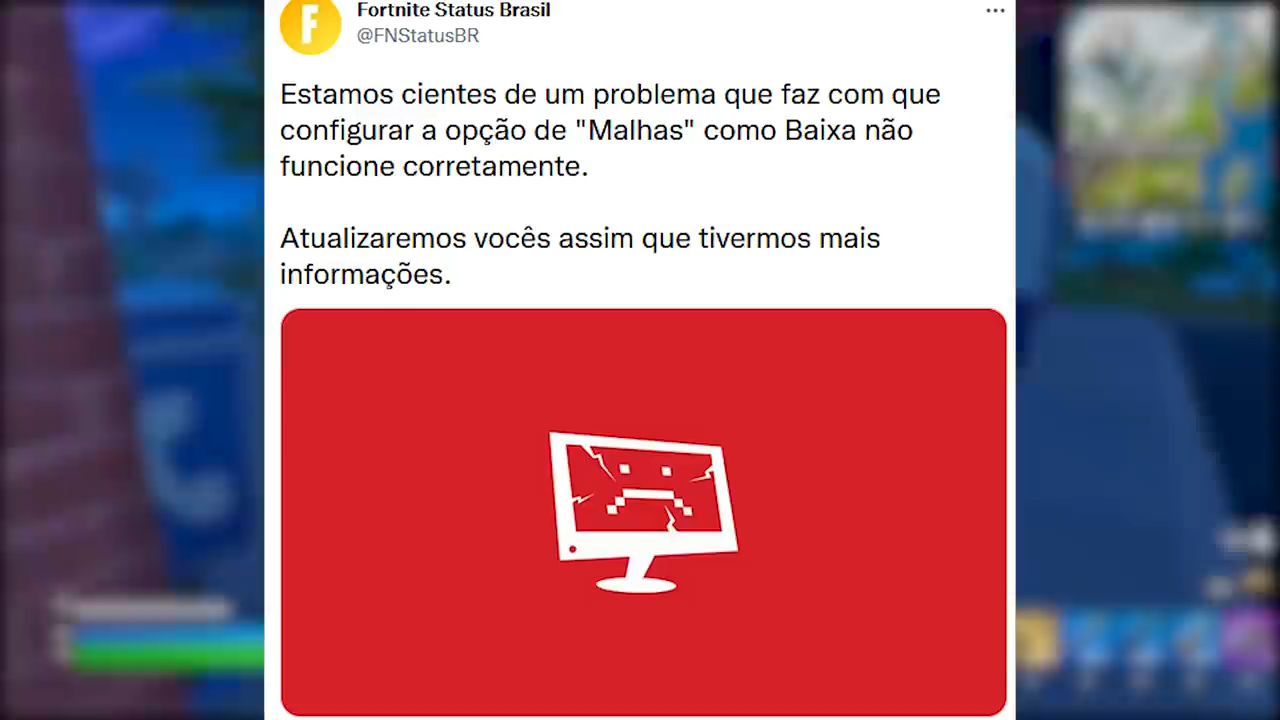 Fortnite Status Brasil
@FNStatusBR
Estamos cientes de um problema que faz com que
configurar a opção de "Malhas" como Baixa não
funcione corretamente.
Atualizaremos vocês assim que tivermos mais
informações.